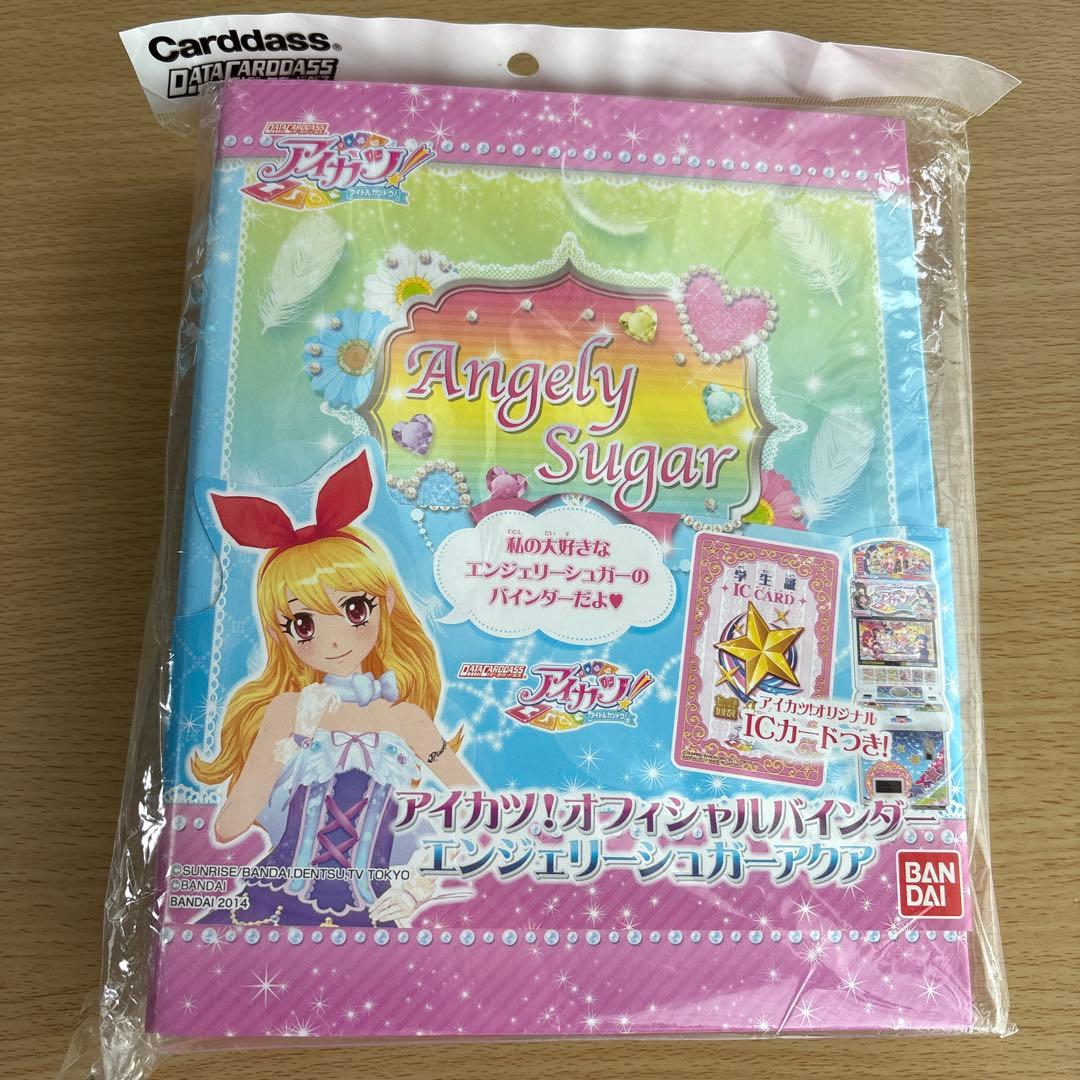 Carddass®
DATA CARDDASS
DATA CARDDASS
アイカツ!
アイドルカツドウ!
Angely
Sugar
わたし だいす
私の大好きな
エンジェリーシュガーの
バインダーだよ♥
学生証
IC CARD
DATA CARDDASS
アイカツ!
アイドルカツドウ!
アイカツ!オリジナル
ICカードつき!
アイカツ!オフィシャルバインダー
エンジェリーシュガーアクア
©SUNRISE/BANDAI,DENTSU,TV TOKYO
©BANDAI
BANDAI 2014
BAN
DAI